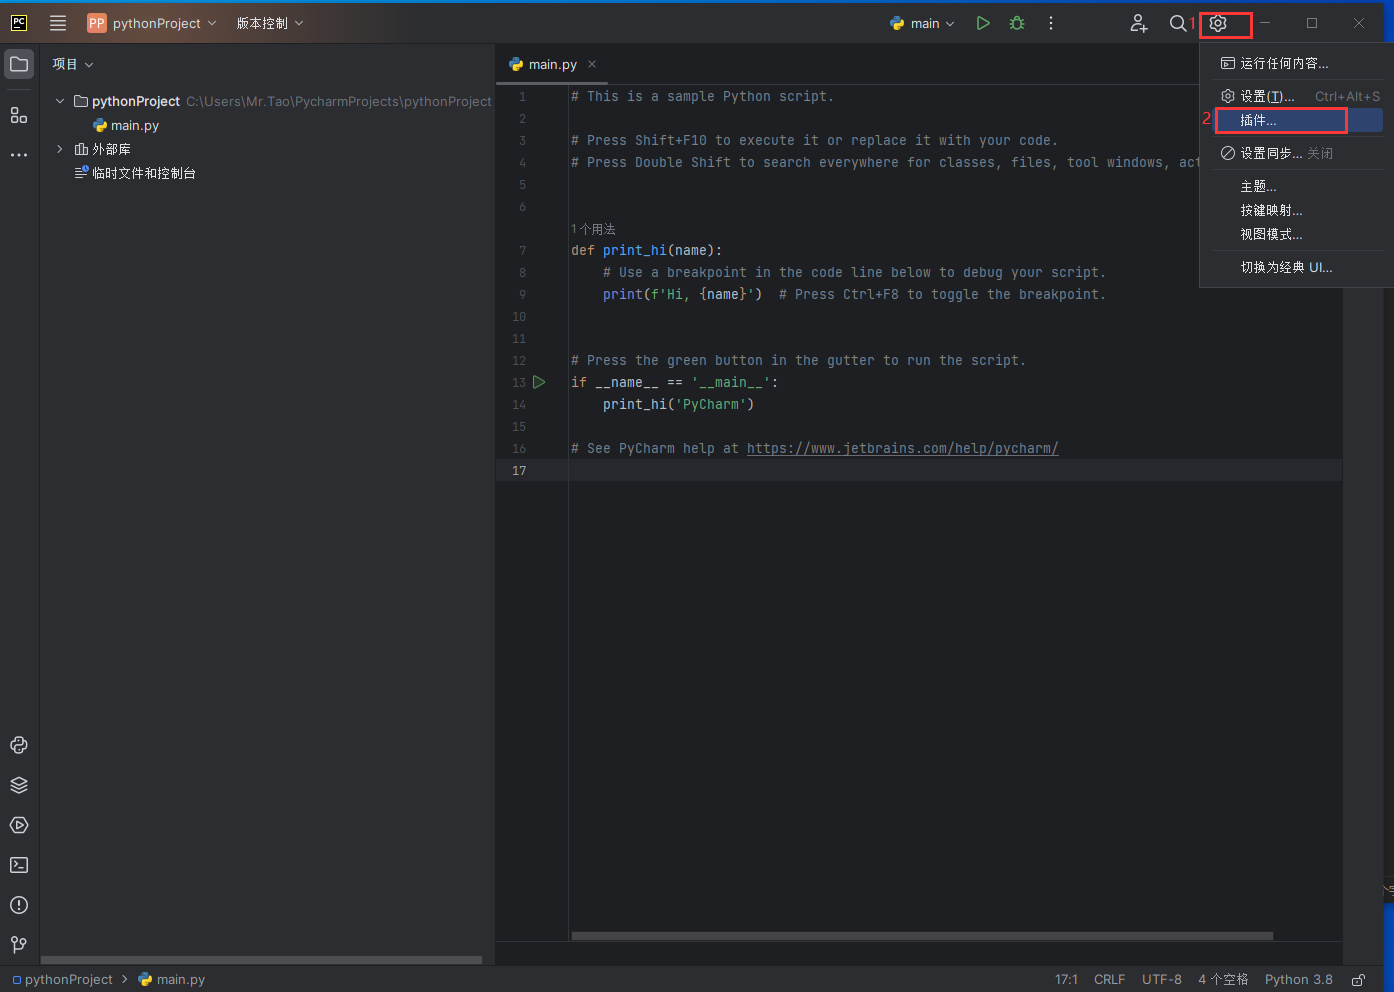 PC
PP pythonProject 版本控制 main 1
项目
main.py
pythonProject C:\Users\Mr.Tao\PycharmProjects\pythonProject
main.py
外部库
临时文件和控制台
1 # This is a sample Python script.
2
3 # Press Shift+F10 to execute it or replace it with your code.
4 # Press Double Shift to search everywhere for classes, files, tool windows, act
5
6
1 个用法
7 def print_hi(name):
8 # Use a breakpoint in the code line below to debug your script.
9 print(f'Hi, {name}') # Press Ctrl+F8 to toggle the breakpoint.
10
11
12 # Press the green button in the gutter to run the script.
13 if __name__ == '__main__':
14 print_hi('PyCharm')
15
16 # See PyCharm help at https://www.jetbrains.com/help/pycharm/
17
运行任何内容...
设置(T)... Ctrl+Alt+S
2 插件...
设置同步... 关闭
主题...
按键映射...
视图模式...
切换为经典 UI...
pythonProject main.py 17:1 CRLF UTF-8 4 个空格 Python 3.8